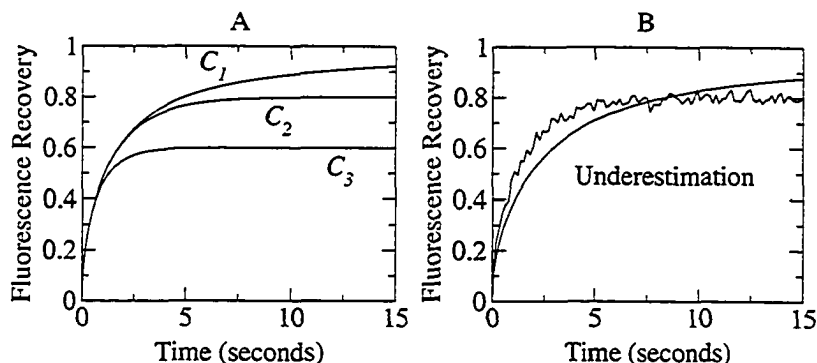 A
Fluorescence Recovery
1
0.8
0.6
0.4
0.2
0
C1
C2
C3
0 5 10 15
Time (seconds)
B
Fluorescence Recovery
1
0.8
0.6
0.4
0.2
0
Underestimation
0 5 10 15
Time (seconds)